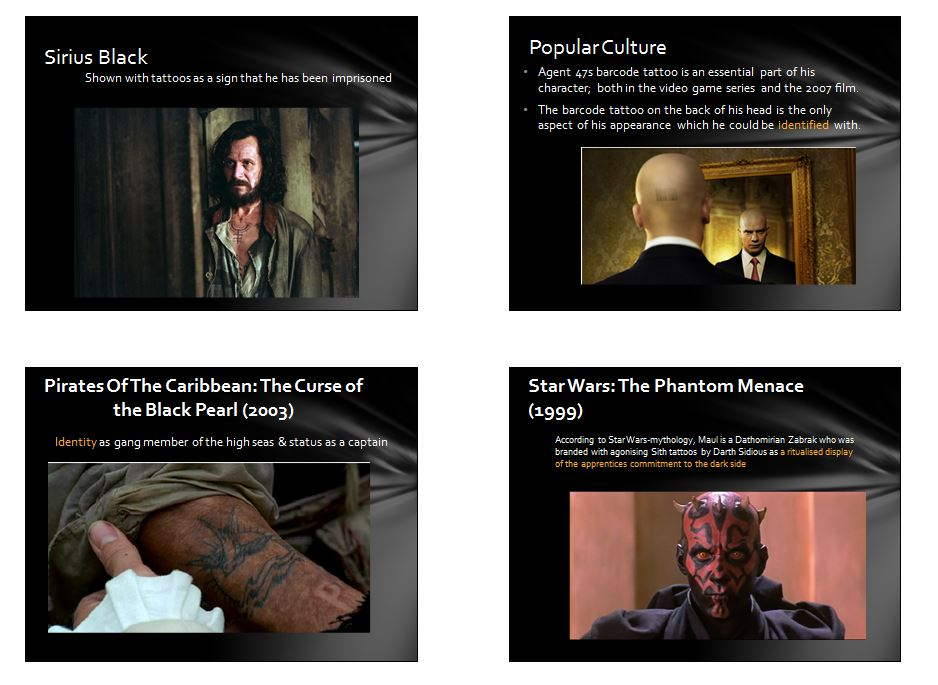 Sirius Black
Shown with tattoos as a sign that he has been imprisoned
Popular Culture
• Agent 47s barcode tattoo is an essential part of his
character; both in the video game series and the 2007 film.
• The barcode tattoo on the back of his head is the only
aspect of his appearance which he could be identified with.
Pirates Of The Caribbean: The Curse of
the Black Pearl (2003)
Identity as gang member of the high seas & status as a captain
P
Star Wars: The Phantom Menace
(1999)
According to Star Wars-mythology, Maul is a Dathomirian Zabrak who was
branded with agonising Sith tattoos by Darth Sidious as a ritualised display
of the apprentices commitment to the dark side